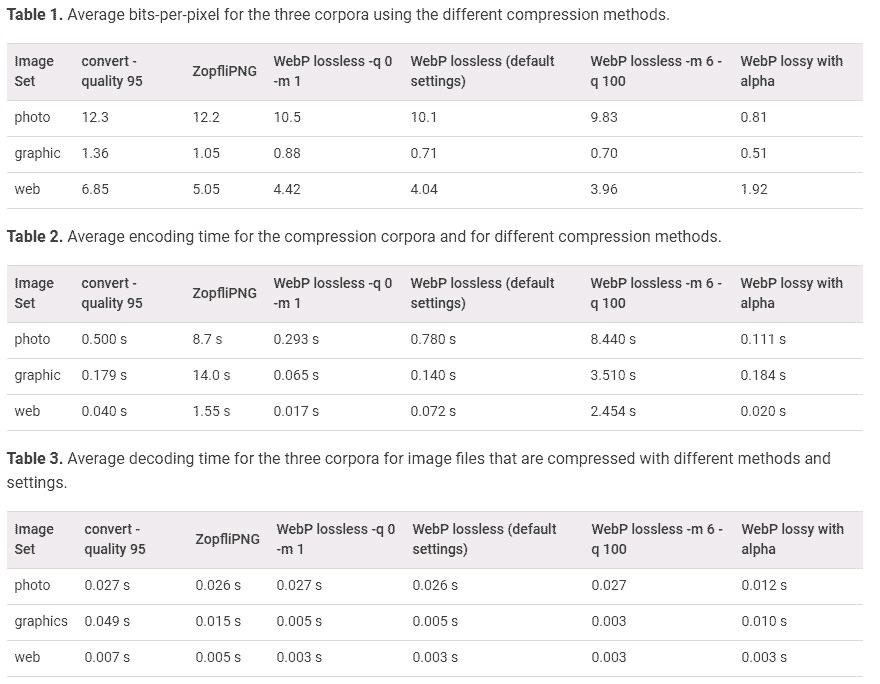 Table 1. Average bits-per-pixel for the three corpora using the different compression methods.
Image Set convert -quality 95 ZopfliPNG WebP lossless -q 0 -m 1 WebP lossless (default settings) WebP lossless -m 6 -q 100 WebP lossy with alpha
photo 12.3 12.2 10.5 10.1 9.83 0.81
graphic 1.36 1.05 0.88 0.71 0.70 0.51
web 6.85 5.05 4.42 4.04 3.96 1.92
Table 2. Average encoding time for the compression corpora and for different compression methods.
Image Set convert -quality 95 ZopfliPNG WebP lossless -q 0 -m 1 WebP lossless (default settings) WebP lossless -m 6 -q 100 WebP lossy with alpha
photo 0.500 s 8.7 s 0.293 s 0.780 s 8.440 s 0.111 s
graphic 0.179 s 14.0 s 0.065 s 0.140 s 3.510 s 0.184 s
web 0.040 s 1.55 s 0.017 s 0.072 s 2.454 s 0.020 s
Table 3. Average decoding time for the three corpora for image files that are compressed with different methods and
settings.
Image Set convert -quality 95 ZopfliPNG WebP lossless -q 0 -m 1 WebP lossless (default settings) WebP lossless -m 6 -q 100 WebP lossy with alpha
photo 0.027 s 0.026 s 0.027 s 0.026 s 0.027 0.012 s
graphics 0.049 s 0.015 s 0.005 s 0.005 s 0.003 0.010 s
web 0.007 s 0.005 s 0.003 s 0.003 s 0.003 0.003 s